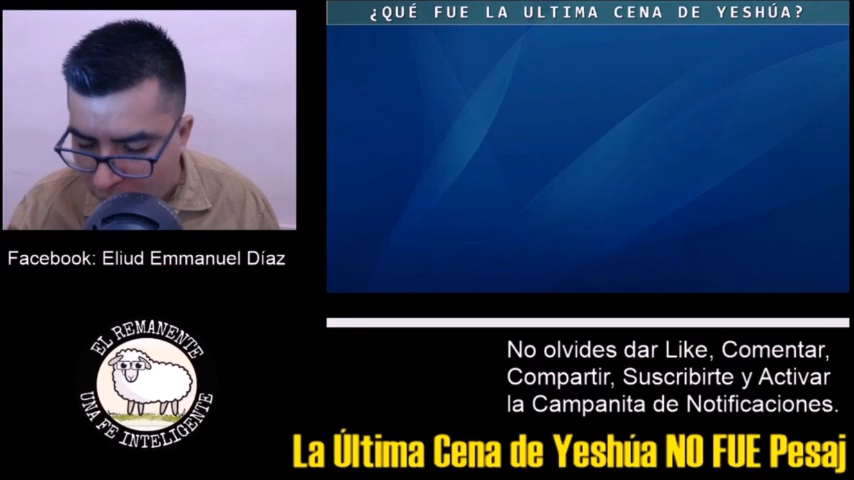 ¿QUÉ FUE LA ULTIMA CENA DE YESHÚA?
Facebook: Eliud Emmanuel Díaz
EL REMANENTE
UNA FE INTELIGENTE
No olvides dar Like, Comentar,
Compartir, Suscribirte y Activar
la Campanita de Notificaciones.
La Última Cena de Yeshúa NO FUE Pesaj